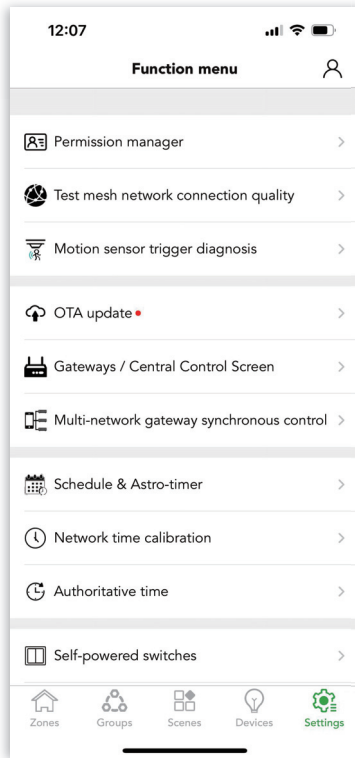 12:07
Function menu
Permission manager
Test mesh network connection quality
Motion sensor trigger diagnosis
OTA update
Gateways / Central Control Screen
Multi-network gateway synchronous control
Schedule & Astro-timer
Network time calibration
Authoritative time
Self-powered switches
Zones Groups Scenes Devices Settings